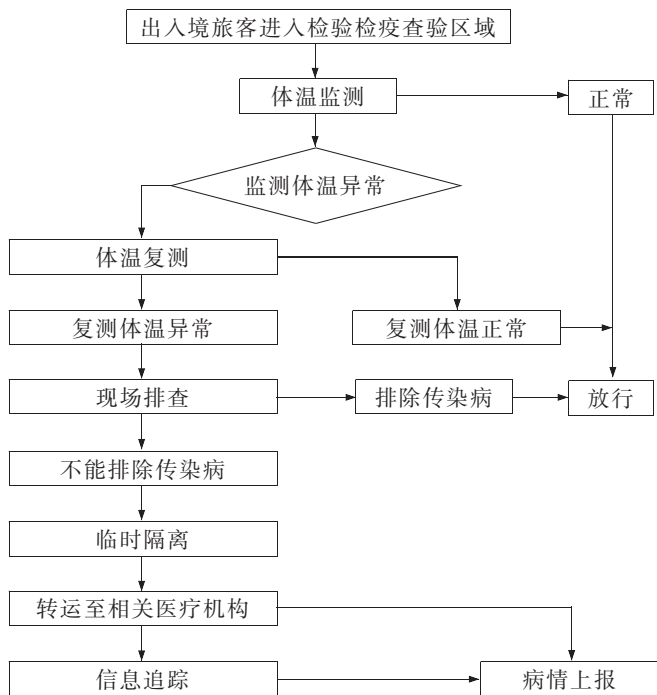 出入境旅客进入检验检疫查验区域
体温监测
正常
监测体温异常
体温复测
复测体温异常
复测体温正常
现场排查
排除传染病
放行
不能排除传染病
临时隔离
转运至相关医疗机构
信息追踪
病情上报